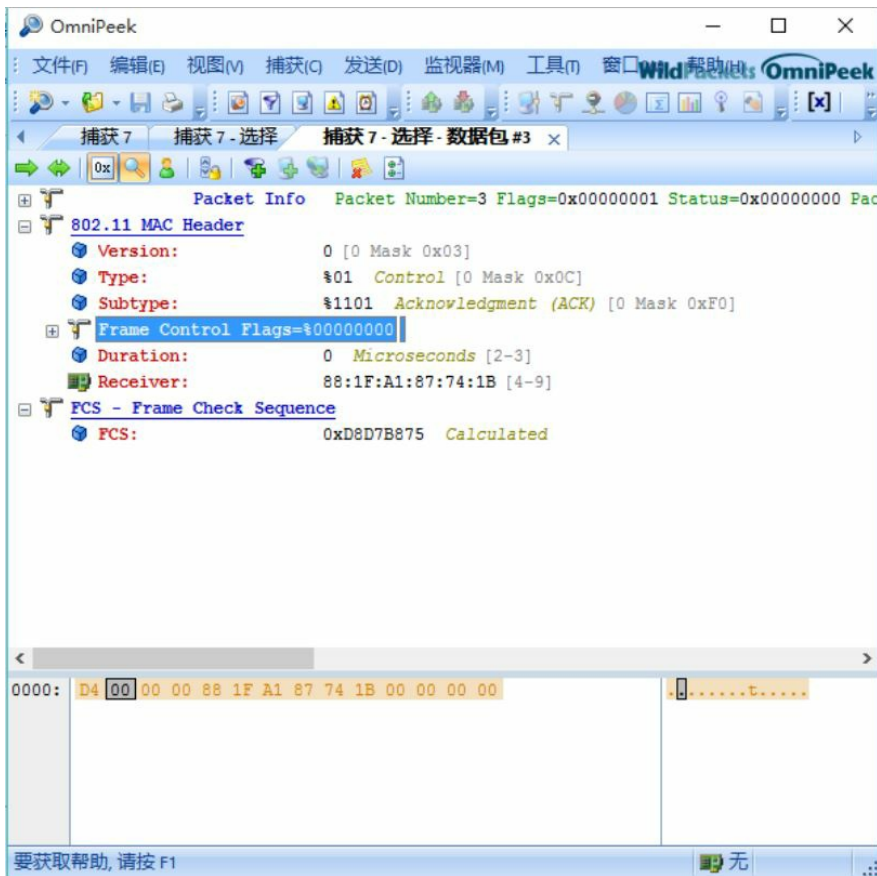 OmniPeek
文件(F) 编辑(E) 视图(V) 捕获(C) 发送(D) 监视器(M) 工具(T) 窗口 帮助(H) WildPackets OmniPeek
捕获 7 捕获 7 - 选择 捕获 7 - 选择 - 数据包 #3
0x [x]
Packet Info Packet Number=3 Flags=0x00000001 Status=0x00000000 Pac
802.11 MAC Header
Version: 0 [0 Mask 0x03]
Type: %01 Control [0 Mask 0x0C]
Subtype: %1101 Acknowledgment (ACK) [0 Mask 0xF0]
Frame Control Flags=%00000000
Duration: 0 Microseconds [2-3]
Receiver: 88:1F:A1:87:74:1B [4-9]
FCS - Frame Check Sequence
FCS: 0xD8D7B875 Calculated
0000: D4 00 00 00 88 1F A1 87 74 1B 00 00 00 00 ........t.....
要获取帮助, 请按 F1 无